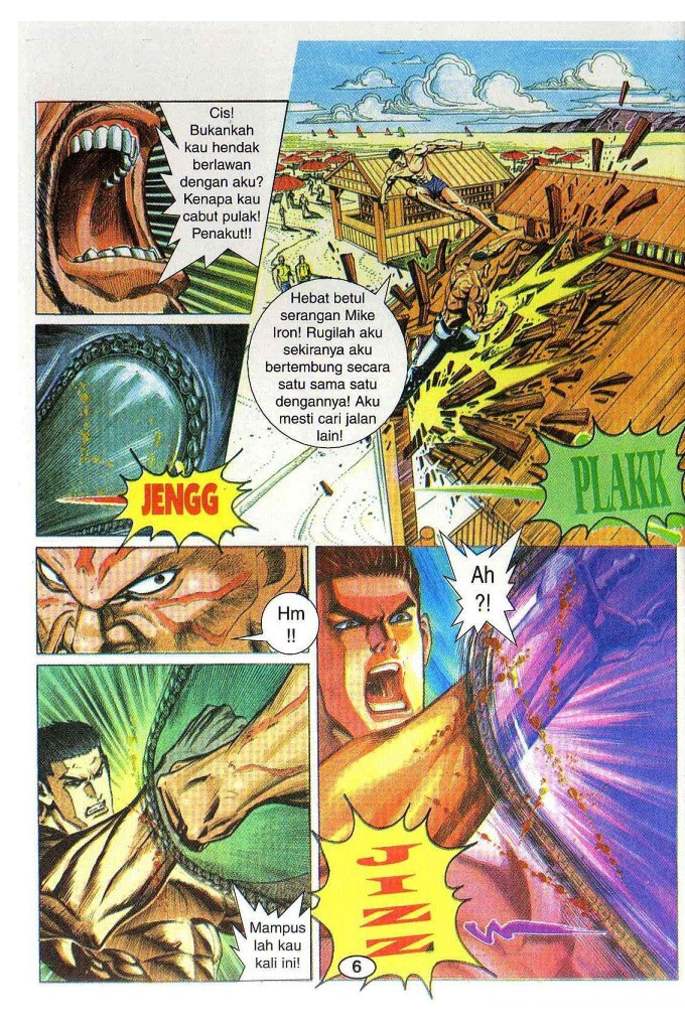 Cis!
Bukankah
kau hendak
berlawan
dengan aku?
Kenapa kau
cabut pulak!
Penakut!!
Hebat betul
serangan Mike
Iron! Rugilah aku
sekiranya aku
bertembung secara
satu sama satu
dengannya! Aku
mesti cari jalan
lain!
PLAKK
JENGG
Hm
!!
Ah
?!
Mampus
lah kau
kali ini!
JIZZ
6